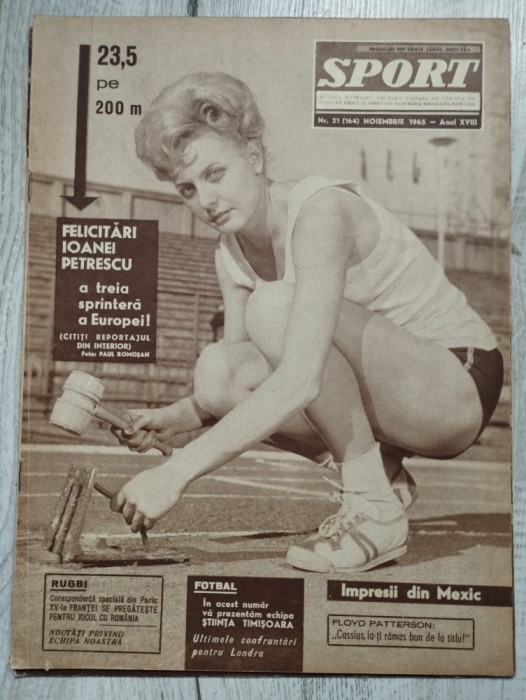 23,5
pe
200 m
SPORT
Nr. 21 (164) NOIEMBRIE 1965 — Anul XVIII
FELICITĂRI
IOANEI
PETRESCU
a treia
sprinteră
a Europei!
(CITIȚI REPORTAJUL
DIN INTERIOR)
Foto: PAUL ROMOȘAN
RUGBI
Corespondență specială din Paris:
XV-le FRANȚEI SE PREGĂTEȘTE
PENTRU JOCUL CU ROMÂNIA
NOUTĂȚI PRIVIND
ECHIPA NOASTRĂ
FOTBAL
În acest număr
vă prezentăm echipa
ȘTIINȚA TIMIȘOARA
Ultimele confruntări
pentru Londra
Impresii din Mexic
FLOYD PATTERSON:
„Cassius, ia-ți rămas bun de la titlu!"